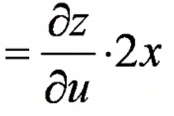 = ∂z/∂u · 2x